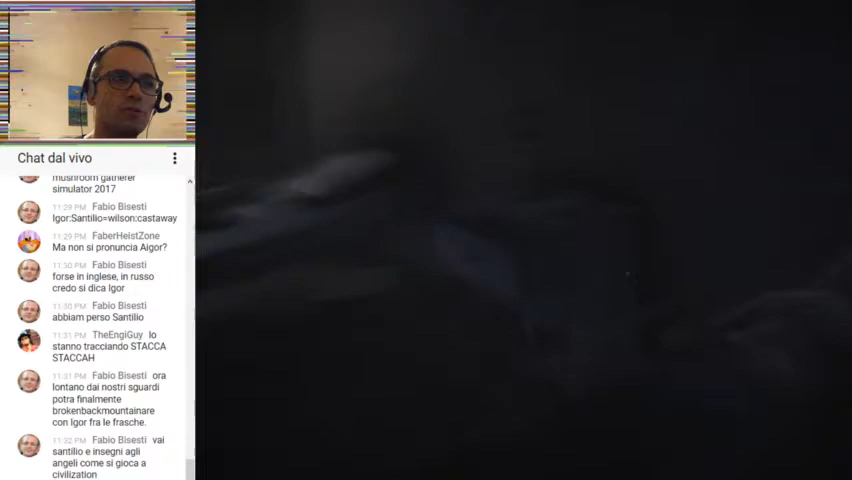 Chat dal vivo
mushroom gatherer
simulator 2017
11:29 PM Fabio Bisesti
Igor:Santilio=wilson:castaway
11:29 PM FaberHeistZone
Ma non si pronuncia Aigor?
11:30 PM Fabio Bisesti
forse in inglese, in russo
credo si dica Igor
11:30 PM Fabio Bisesti
abbiam perso Santilio
11:31 PM TheEngiGuy lo
stanno tracciando STACCA
STACCAH
11:31 PM Fabio Bisesti ora
lontano dai nostri sguardi
potra finalmente
brokenbackmountainare
con Igor fra le frasche.
11:32 PM Fabio Bisesti vai
santilio e insegni agli
angeli come si gioca a
civilization